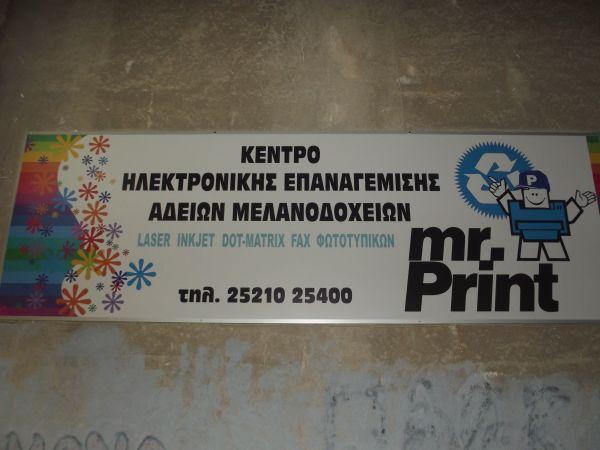 ΚΕΝΤΡΟ
ΗΛΕΚΤΡΟΝΙΚΗΣ ΕΠΑΝΑΓΕΜΙΣΗΣ
ΑΔΕΙΩΝ ΜΕΛΑΝΟΔΟΧΕΙΩΝ
LASER INKJET DOT-MATRIX FAX ΦΩΤΟΤΥΠΙΚΩΝ
τηλ. 25210 25400
P
mr.
Print